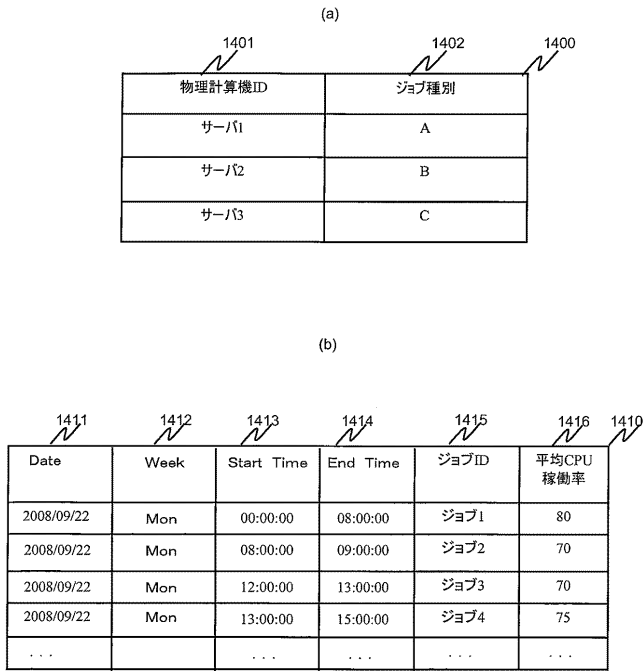 (a)
1401 1402 1400
物理計算機ID ジョブ種別
サーバ1 A
サーバ2 B
サーバ3 C
(b)
1411 1412 1413 1414 1415 1416 1410
Date Week Start Time End Time ジョブID 平均CPU
稼働率
2008/09/22 Mon 00:00:00 08:00:00 ジョブ1 80
2008/09/22 Mon 08:00:00 09:00:00 ジョブ2 70
2008/09/22 Mon 12:00:00 13:00:00 ジョブ3 70
2008/09/22 Mon 13:00:00 15:00:00 ジョブ4 75
... ... ... ... ...